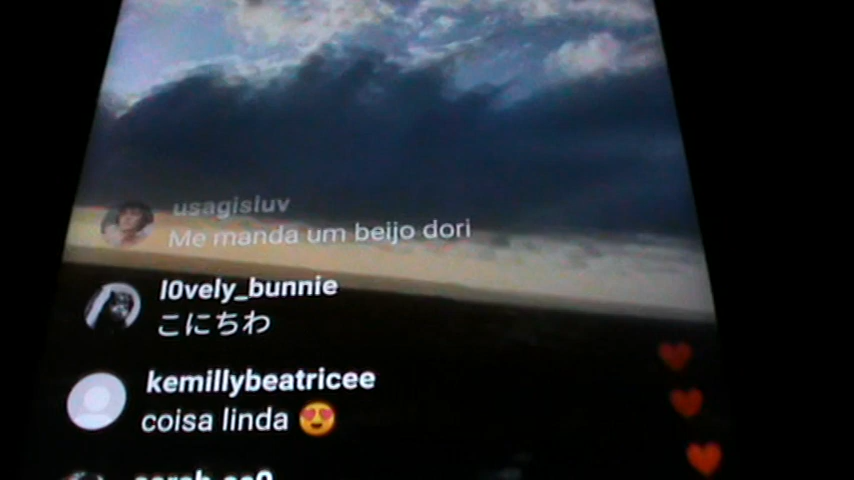 usagisluv
Me manda um beijo dori
l0vely_bunnie
こにちわ
kemillybeatricee
coisa linda 😍